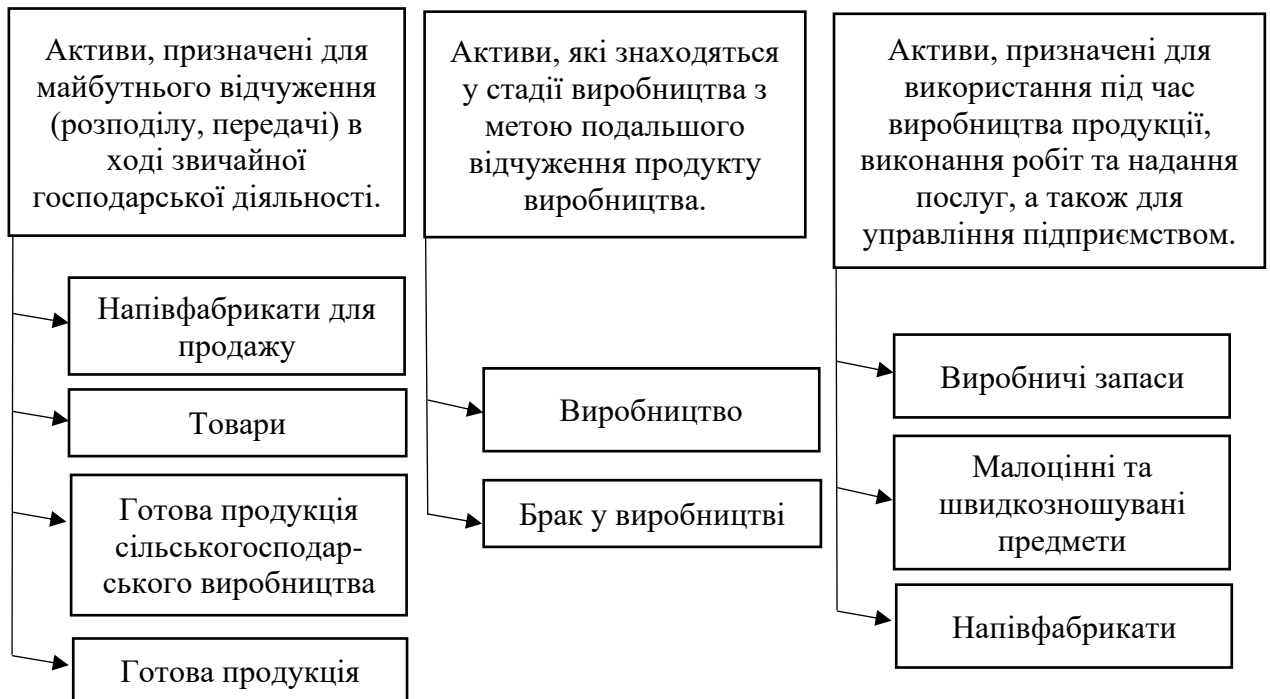 Активи, призначені для
майбутнього відчуження
(розподілу, передачі) в
ході звичайної
господарської діяльності.
Напівфабрикати для
продажу
Товари
Готова продукція
сільськогосподар-
ського виробництва
Готова продукція
Активи, які знаходяться
у стадії виробництва з
метою подальшого
відчуження продукту
виробництва.
Виробництво
Брак у виробництві
Активи, призначені для
використання під час
виробництва продукції,
виконання робіт та надання
послуг, а також для
управління підприємством.
Виробничі запаси
Малоцінні та
швидкозношувані
предмети
Напівфабрикати